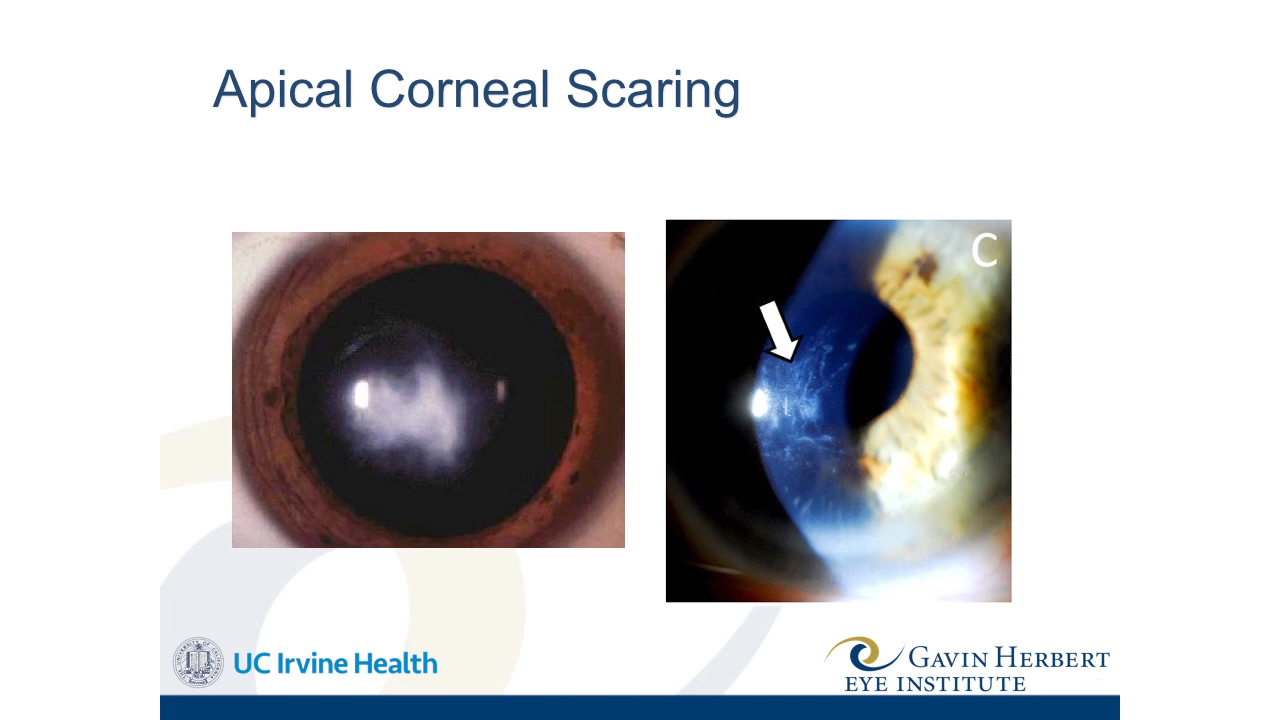 Apical Corneal Scaring
C
UC Irvine Health
GAVIN HERBERT
EYE INSTITUTE